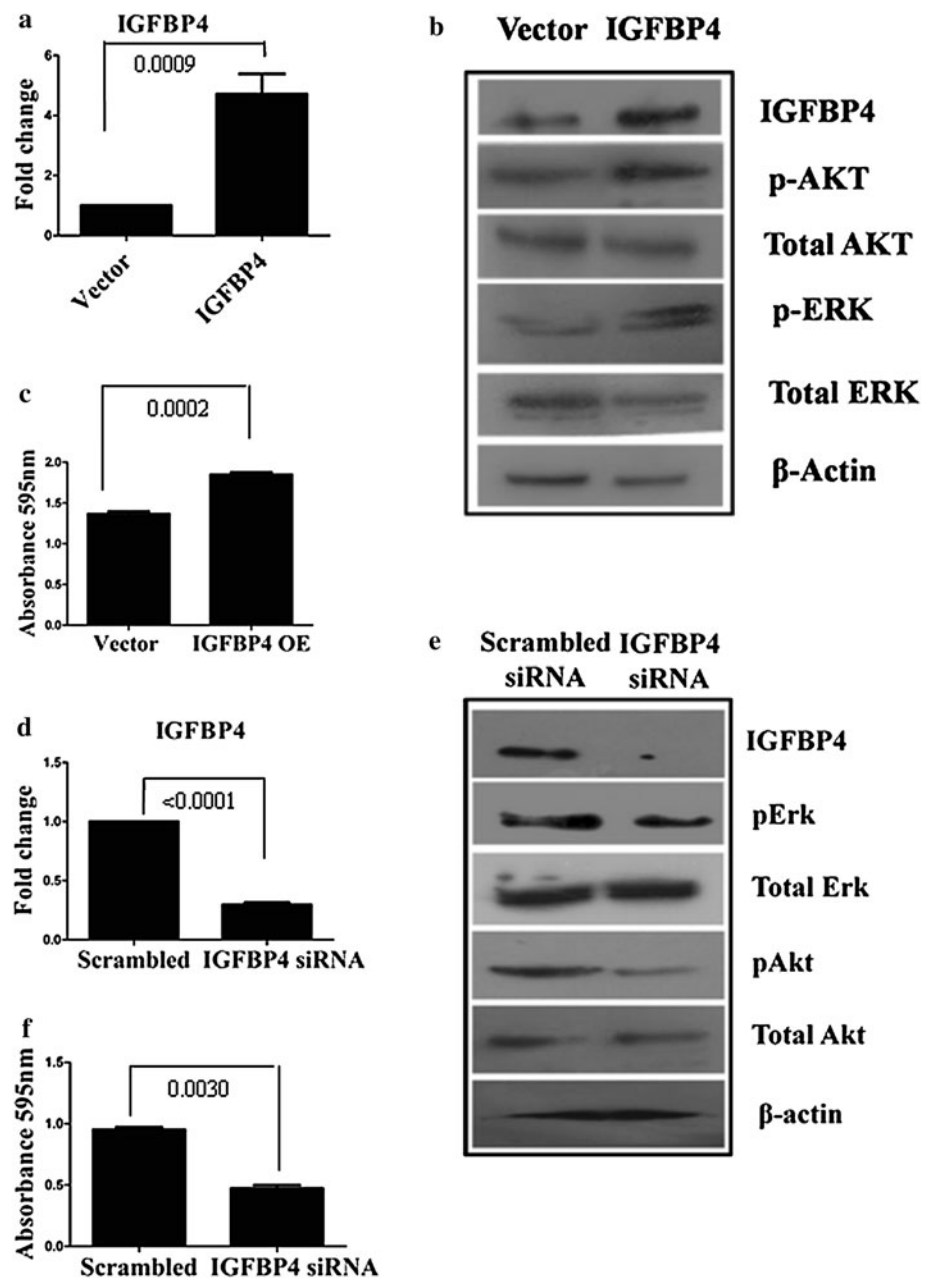 a
IGFBP4
0.0009
Fold change
6
4
2
0
Vector
IGFBP4
b
Vector IGFBP4
IGFBP4
p-AKT
Total AKT
p-ERK
Total ERK
β-Actin
c
0.0002
Absorbance 595nm
2.0
1.5
1.0
0.5
0.0
Vector
IGFBP4 OE
d
IGFBP4
<0.0001
Fold change
1.5
1.0
0.5
0.0
Scrambled
IGFBP4 siRNA
e
Scrambled IGFBP4
siRNA siRNA
IGFBP4
pErk
Total Erk
pAkt
Total Akt
β-actin
f
0.0030
Absorbance 595nm
1.5
1.0
0.5
0.0
Scrambled
IGFBP4 siRNA